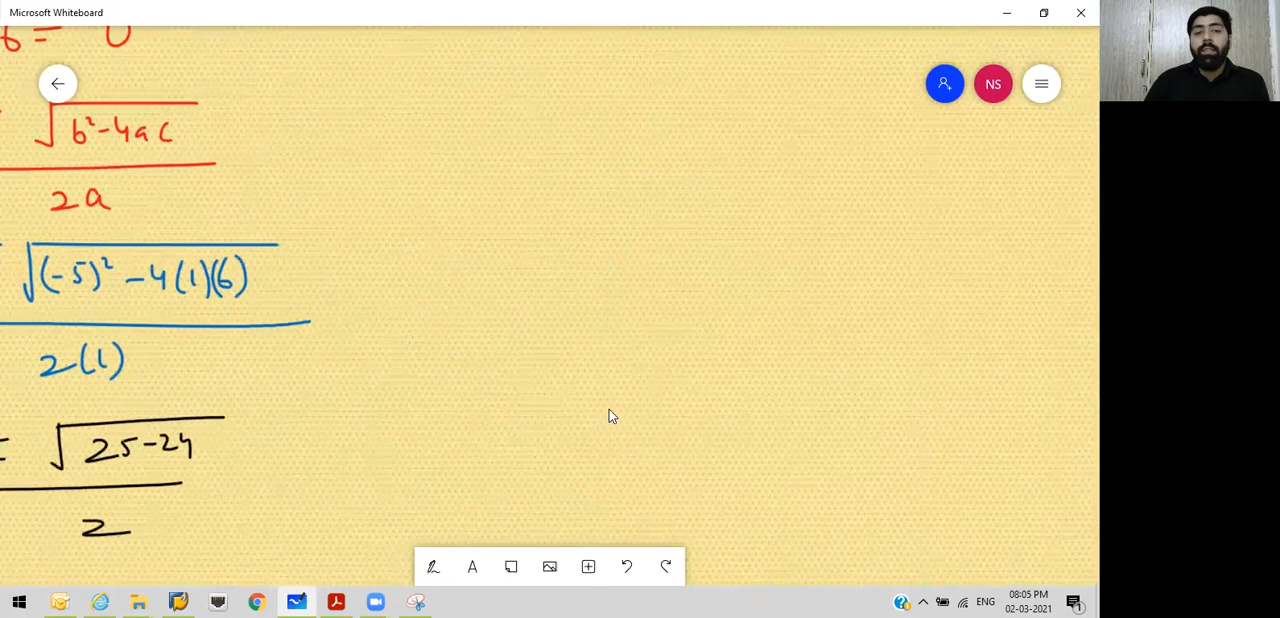 Microsoft Whiteboard
6 = 0
√b²-4ac
2a
NS
√(-5)² - 4(1)(6)
2(1)
√25-24
2
A
ENG
08:05 PM
02-03-2021
1